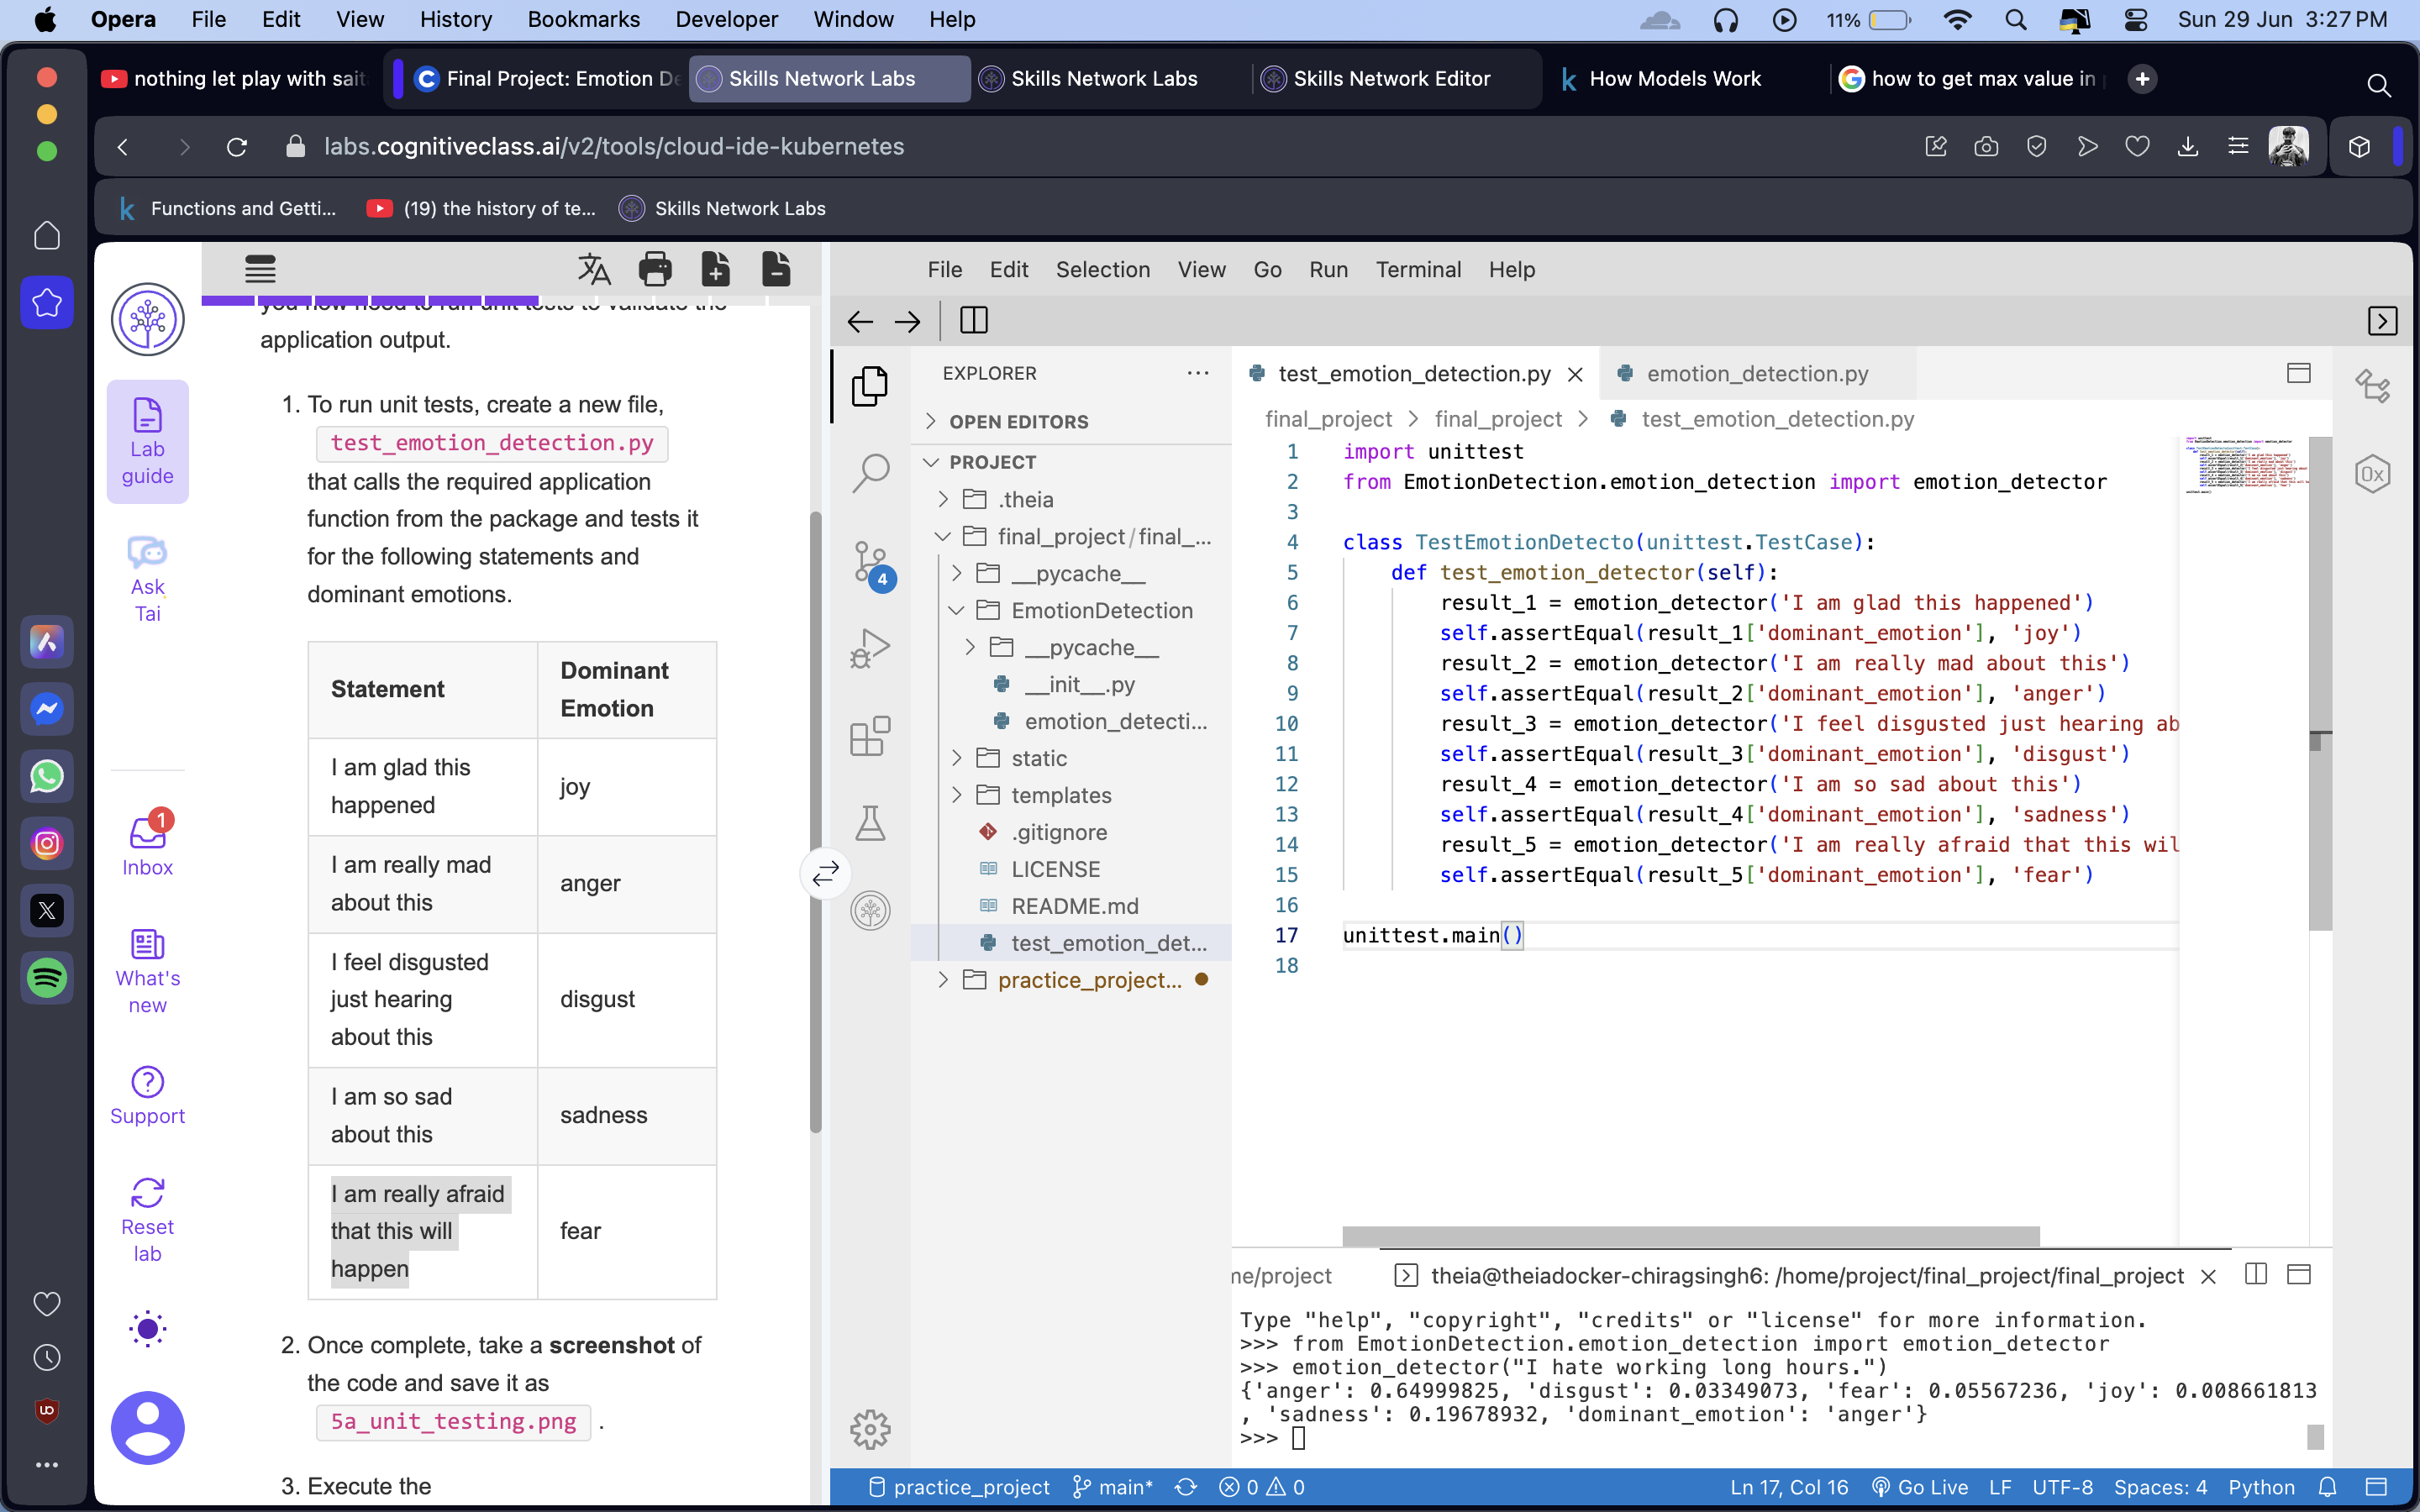 Opera File Edit View History Bookmarks Developer Window Help 11% Sun 29 Jun 3:27 PM
nothing let play with sait Final Project: Emotion De Skills Network Labs Skills Network Labs Skills Network Editor How Models Work how to get max value in
labs.cognitiveclass.ai/v2/tools/cloud-ide-kubernetes
Functions and Getti... (19) the history of te... Skills Network Labs
Lab guide
Ask Tai
1
Inbox
What's new
Support
Reset lab
you now need to run unit tests to validate the
application output.
1. To run unit tests, create a new file,
test_emotion_detection.py
that calls the required application
function from the package and tests it
for the following statements and
dominant emotions.
Statement Dominant Emotion
I am glad this happened joy
I am really mad about this anger
I feel disgusted just hearing about this disgust
I am so sad about this sadness
I am really afraid that this will happen fear
2. Once complete, take a screenshot of
the code and save it as
5a_unit_testing.png .
3. Execute the
File Edit Selection View Go Run Terminal Help
EXPLORER ...
OPEN EDITORS
PROJECT
.theia
final_project/final_...
__pycache__
EmotionDetection
__pycache__
__init__.py
emotion_detecti...
static
templates
.gitignore
LICENSE
README.md
test_emotion_det...
practice_project...
4
test_emotion_detection.py emotion_detection.py
final_project > final_project > test_emotion_detection.py
1 import unittest
2 from EmotionDetection.emotion_detection import emotion_detector
3
4 class TestEmotionDetecto(unittest.TestCase):
5 def test_emotion_detector(self):
6 result_1 = emotion_detector('I am glad this happened')
7 self.assertEqual(result_1['dominant_emotion'], 'joy')
8 result_2 = emotion_detector('I am really mad about this')
9 self.assertEqual(result_2['dominant_emotion'], 'anger')
10 result_3 = emotion_detector('I feel disgusted just hearing ab
11 self.assertEqual(result_3['dominant_emotion'], 'disgust')
12 result_4 = emotion_detector('I am so sad about this')
13 self.assertEqual(result_4['dominant_emotion'], 'sadness')
14 result_5 = emotion_detector('I am really afraid that this wil
15 self.assertEqual(result_5['dominant_emotion'], 'fear')
16
17 unittest.main()
18
0x
me/project theia@theiadocker-chiragsingh6: /home/project/final_project/final_project
Type "help", "copyright", "credits" or "license" for more information.
>>> from EmotionDetection.emotion_detection import emotion_detector
>>> emotion_detector("I hate working long hours.")
{'anger': 0.64999825, 'disgust': 0.03349073, 'fear': 0.05567236, 'joy': 0.008661813
, 'sadness': 0.19678932, 'dominant_emotion': 'anger'}
>>>
practice_project main* 0 0 Ln 17, Col 16 Go Live LF UTF-8 Spaces: 4 Python